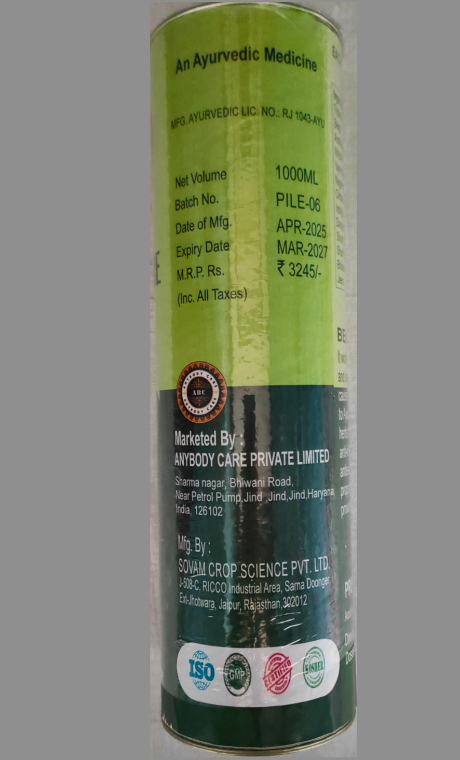 An Ayurvedic Medicine
MFG. AYURVEDIC LIC. NO.: RJ 1043-AYU
Net Volume 1000ML
Batch No. PILE-06
Date of Mfg. APR-2025
Expiry Date MAR-2027
M.R.P. Rs. ₹ 3245/-
(Inc. All Taxes)
ABC
Marketed By :
ANYBODY CARE PRIVATE LIMITED
Sharma nagar, Bhiwani Road,
Near Petrol Pump,Jind ,Jind,Jind,Haryana,
India, 126102
Mfg. By :
SOVAM CROP SCIENCE PVT. LTD.
J-508-C, RICCO Industrial Area, Sarna Doonger
Ext-Jhotwara, Jaipur, Rajasthan,302012
ISO
GMP
CERTIFIED
KOSHER